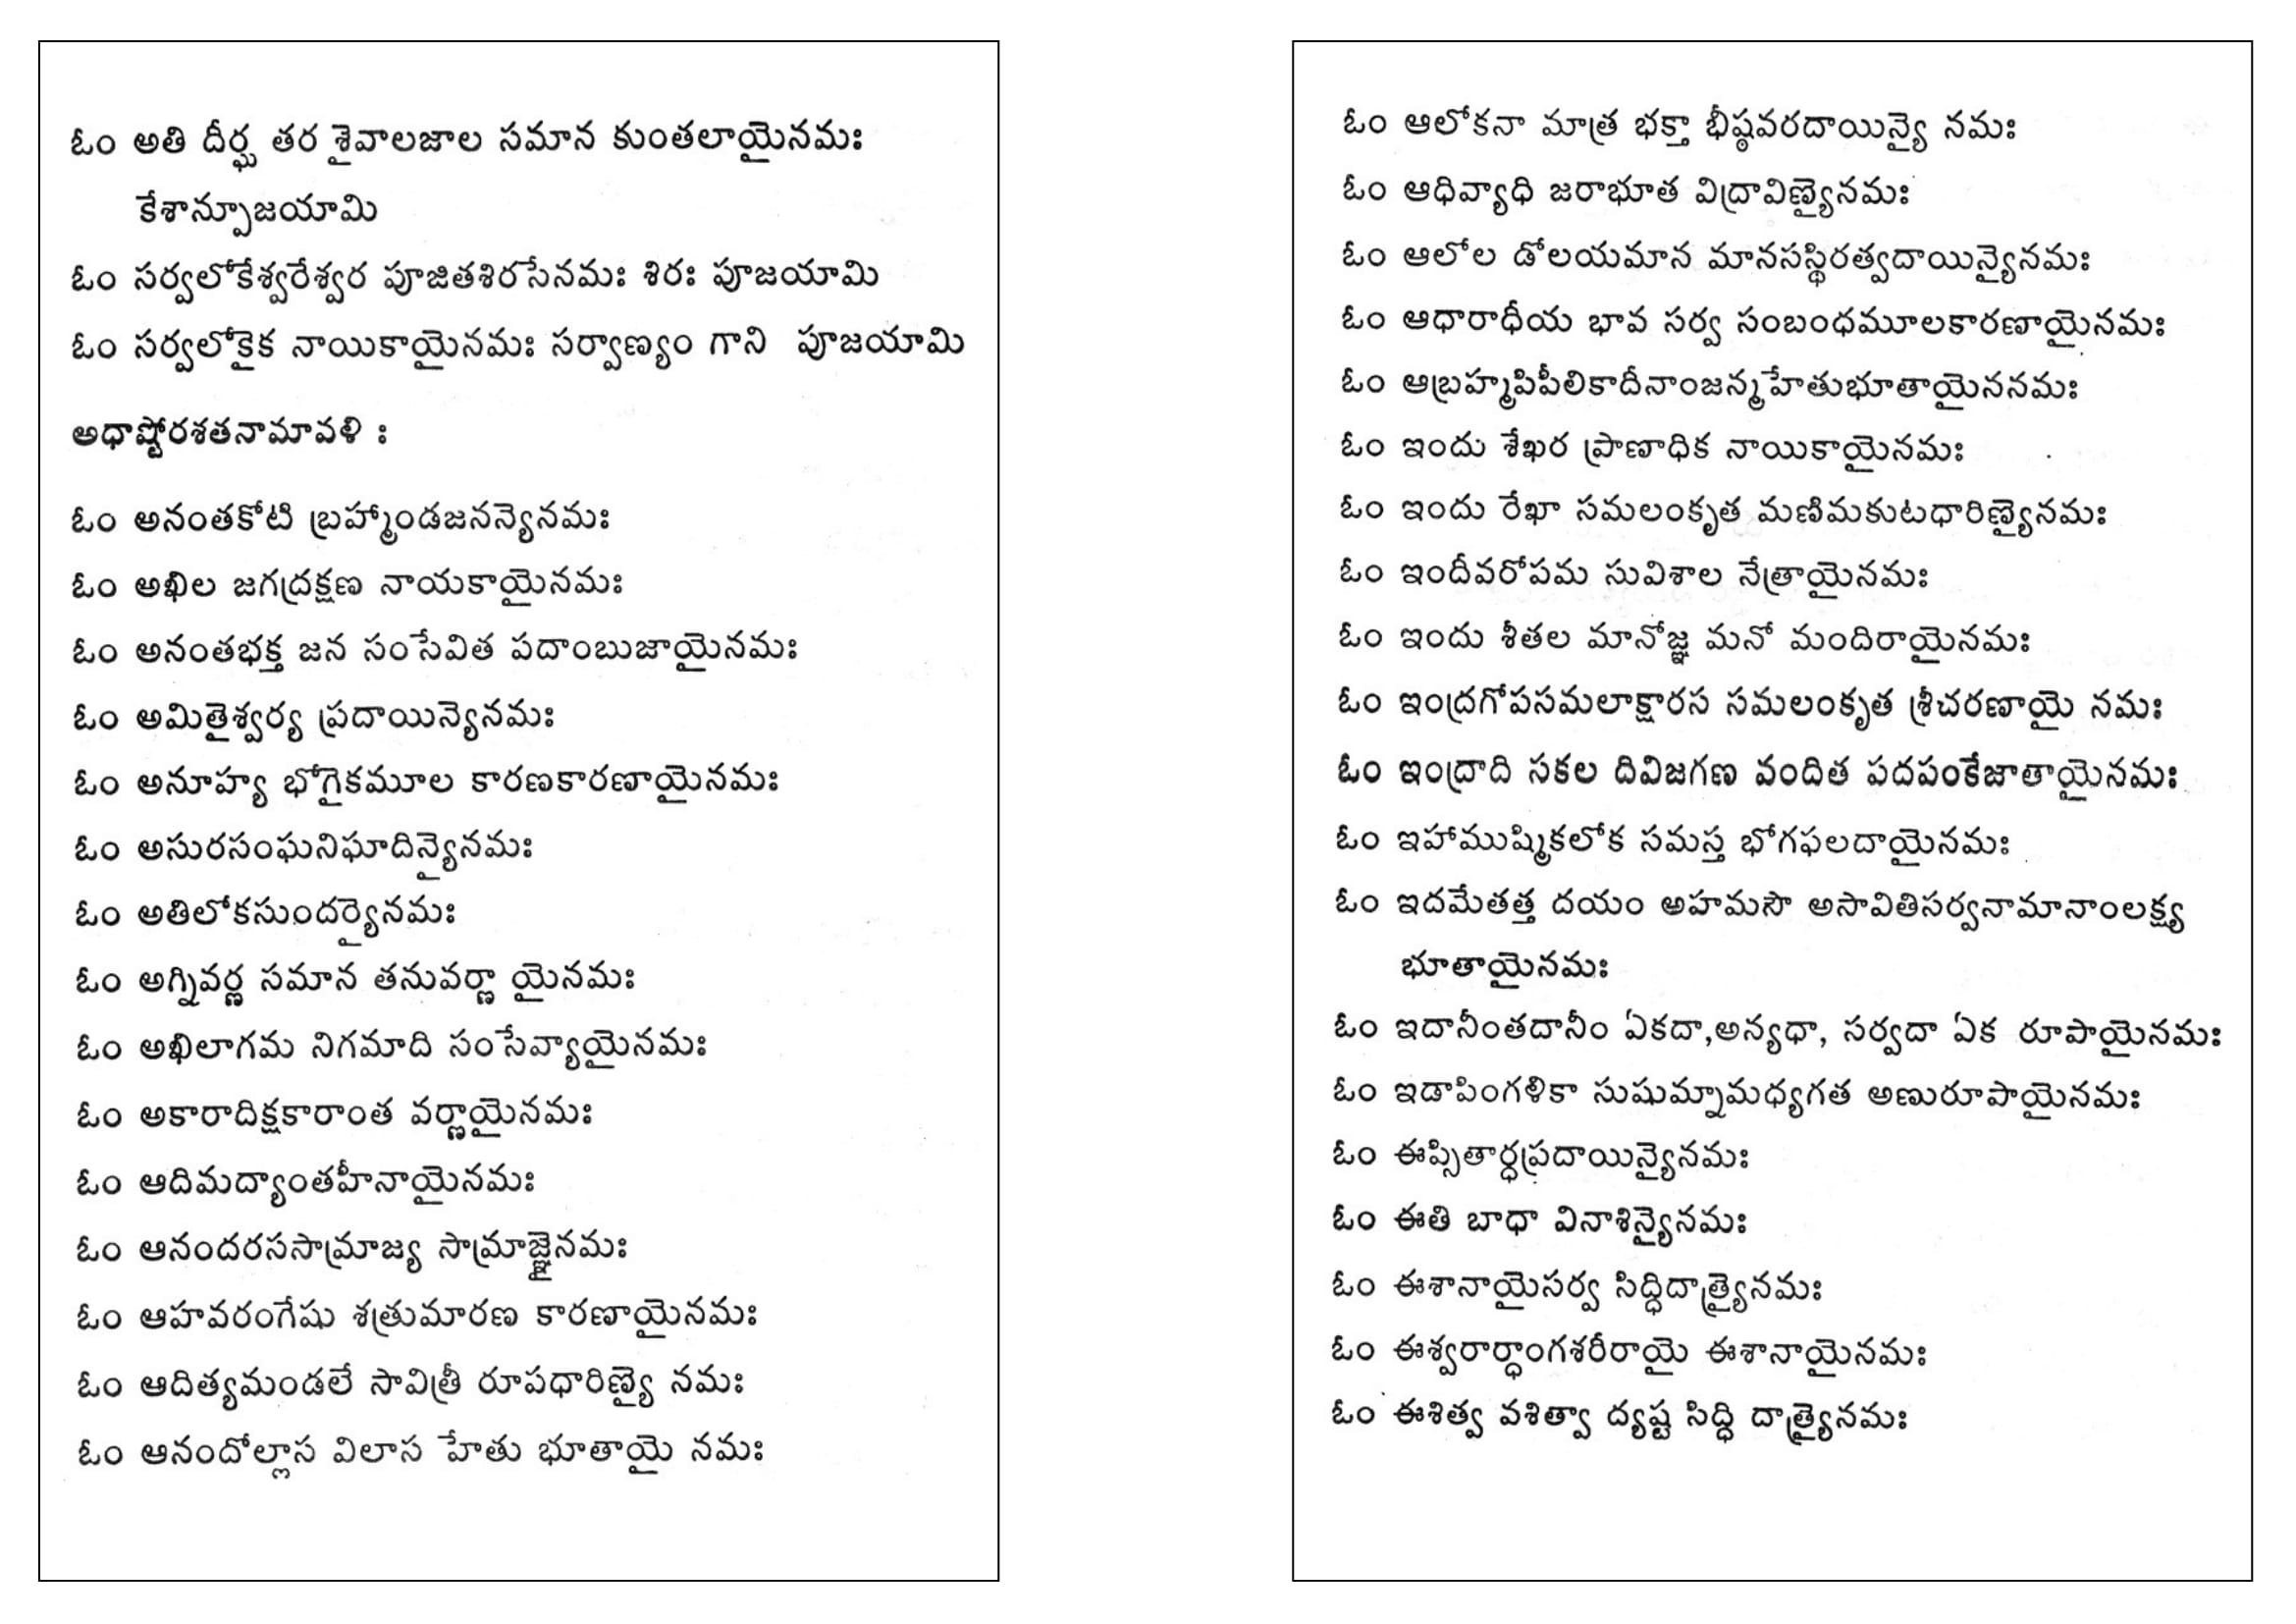 ఓం అతి దీర్ఘ తర శైవాలజాల సమాన కుంతలాయైనమః
కేశాన్పూజయామి
ఓం సర్వలోకేశ్వరేశ్వర పూజితశిరసేనమః శిరః పూజయామి
ఓం సర్వలోకైక నాయికాయైనమః సర్వాణ్యం గాని పూజయామి
అధాష్టోరశతనామావళి :
ఓం అనంతకోటి బ్రహ్మాండజనన్యెనమః
ఓం అఖిల జగద్రక్షణ నాయకాయైనమః
ఓం అనంతభక్త జన సంసేవిత పదాంబుజాయైనమః
ఓం అమితైశ్వర్య ప్రదాయిన్యెనమః
ఓం అనూహ్య భోగైకమూల కారణకారణాయైనమః
ఓం అసురసంఘనిఘాదిన్యైనమః
ఓం అతిలోకసుందర్యైనమః
ఓం అగ్నివర్ణ సమాన తనువర్ణా యైనమః
ఓం అఖిలాగమ నిగమాది సంసేవ్యాయైనమః
ఓం అకారాదిక్షకారాంత వర్ణాయైనమః
ఓం ఆదిమద్యాంతహీనాయైనమః
ఓం ఆనందరససామ్రాజ్య సామ్రాజ్ఞైనమః
ఓం ఆహవరంగేషు శత్రుమారణ కారణాయైనమః
ఓం ఆదిత్యమండలే సావిత్రీ రూపధారిణ్యై నమః
ఓం ఆనందోల్లాస విలాస హేతు భూతాయై నమః
ఓం ఆలోకనా మాత్ర భక్తా భీష్ఠవరదాయిన్యై నమః
ఓం ఆధివ్యాధి జరాభూత విద్రావిణ్యైనమః
ఓం ఆలోల డోలయమాన మానసస్థిరత్వదాయిన్యైనమః
ఓం ఆధారాధీయ భావ సర్వ సంబంధమూలకారణాయైనమః
ఓం ఆబ్రహ్మపిపీలికాదీనాంజన్మహేతుభూతాయైననమః
ఓం ఇందు శేఖర ప్రాణాధిక నాయికాయైనమః
ఓం ఇందు రేఖా సమలంకృత మణిమకుటధారిణ్యైనమః
ఓం ఇందీవరోపమ సువిశాల నేత్రాయైనమః
ఓం ఇందు శీతల మానోజ్ఞ మనో మందిరాయైనమః
ఓం ఇంద్రగోపసమలాక్షారస సమలంకృత శ్రీచరణాయై నమః
ఓం ఇంద్రాది సకల దివిజగణ వందిత పదపంకేజాతాయైనమః
ఓం ఇహాముష్మికలోక సమస్త భోగఫలదాయైనమః
ఓం ఇదమేతత్త దయం అహమసౌ అసావితిసర్వనామానాంలక్ష్య
భూతాయైనమః
ఓం ఇదానీంతదానీం ఏకదా,అన్యధా, సర్వదా ఏక రూపాయైనమః
ఓం ఇడాపింగళికా సుషుమ్నామధ్యగత అణురూపాయైనమః
ఓం ఈప్సితార్ధప్రదాయిన్యైనమః
ఓం ఈతి బాధా వినాశిన్యైనమః
ఓం ఈశానాయైసర్వ సిద్ధిదాత్ర్యైనమః
ఓం ఈశ్వరార్ధాంగశరీరాయై ఈశానాయైనమః
ఓం ఈశిత్వ వశిత్వా ద్యష్ట సిద్ధి దాత్ర్యైనమః